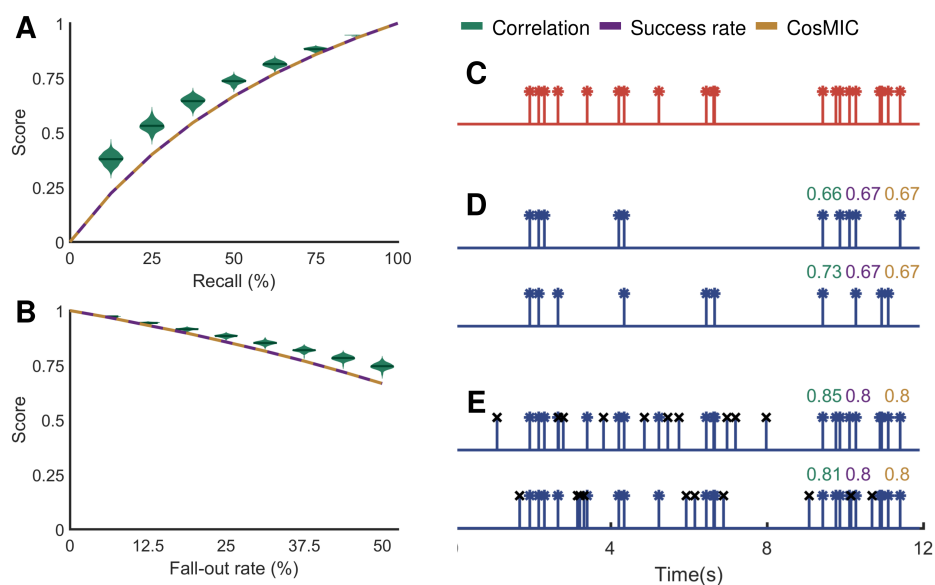 A
1
0.75
0.5
0.25
0
Score
0
25
50
75
100
Recall (%)
B
1
0.75
0.5
0.25
0
Score
0
12.5
25
37.5
50
Fall-out rate (%)
Correlation Success rate CosMIC
C
D
0.66 0.67 0.67
0.73 0.67 0.67
E
0.85 0.8 0.8
0.81 0.8 0.8
4
8
12
Time(s)